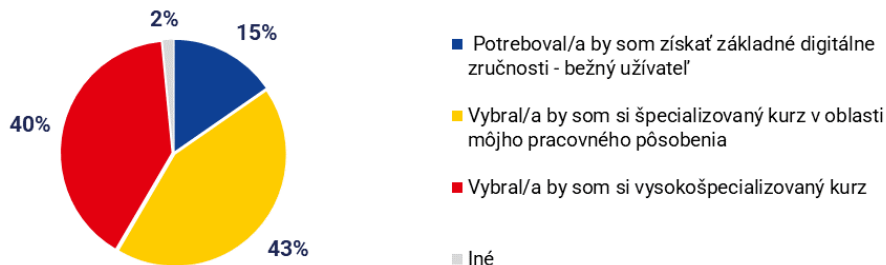 2%
15%
40%
43%
Potreboval/a by som získať základné digitálne
zručnosti - bežný užívateľ
Vybral/a by som si špecializovaný kurz v oblasti
môjho pracovného pôsobenia
Vybral/a by som si vysokošpecializovaný kurz
Iné